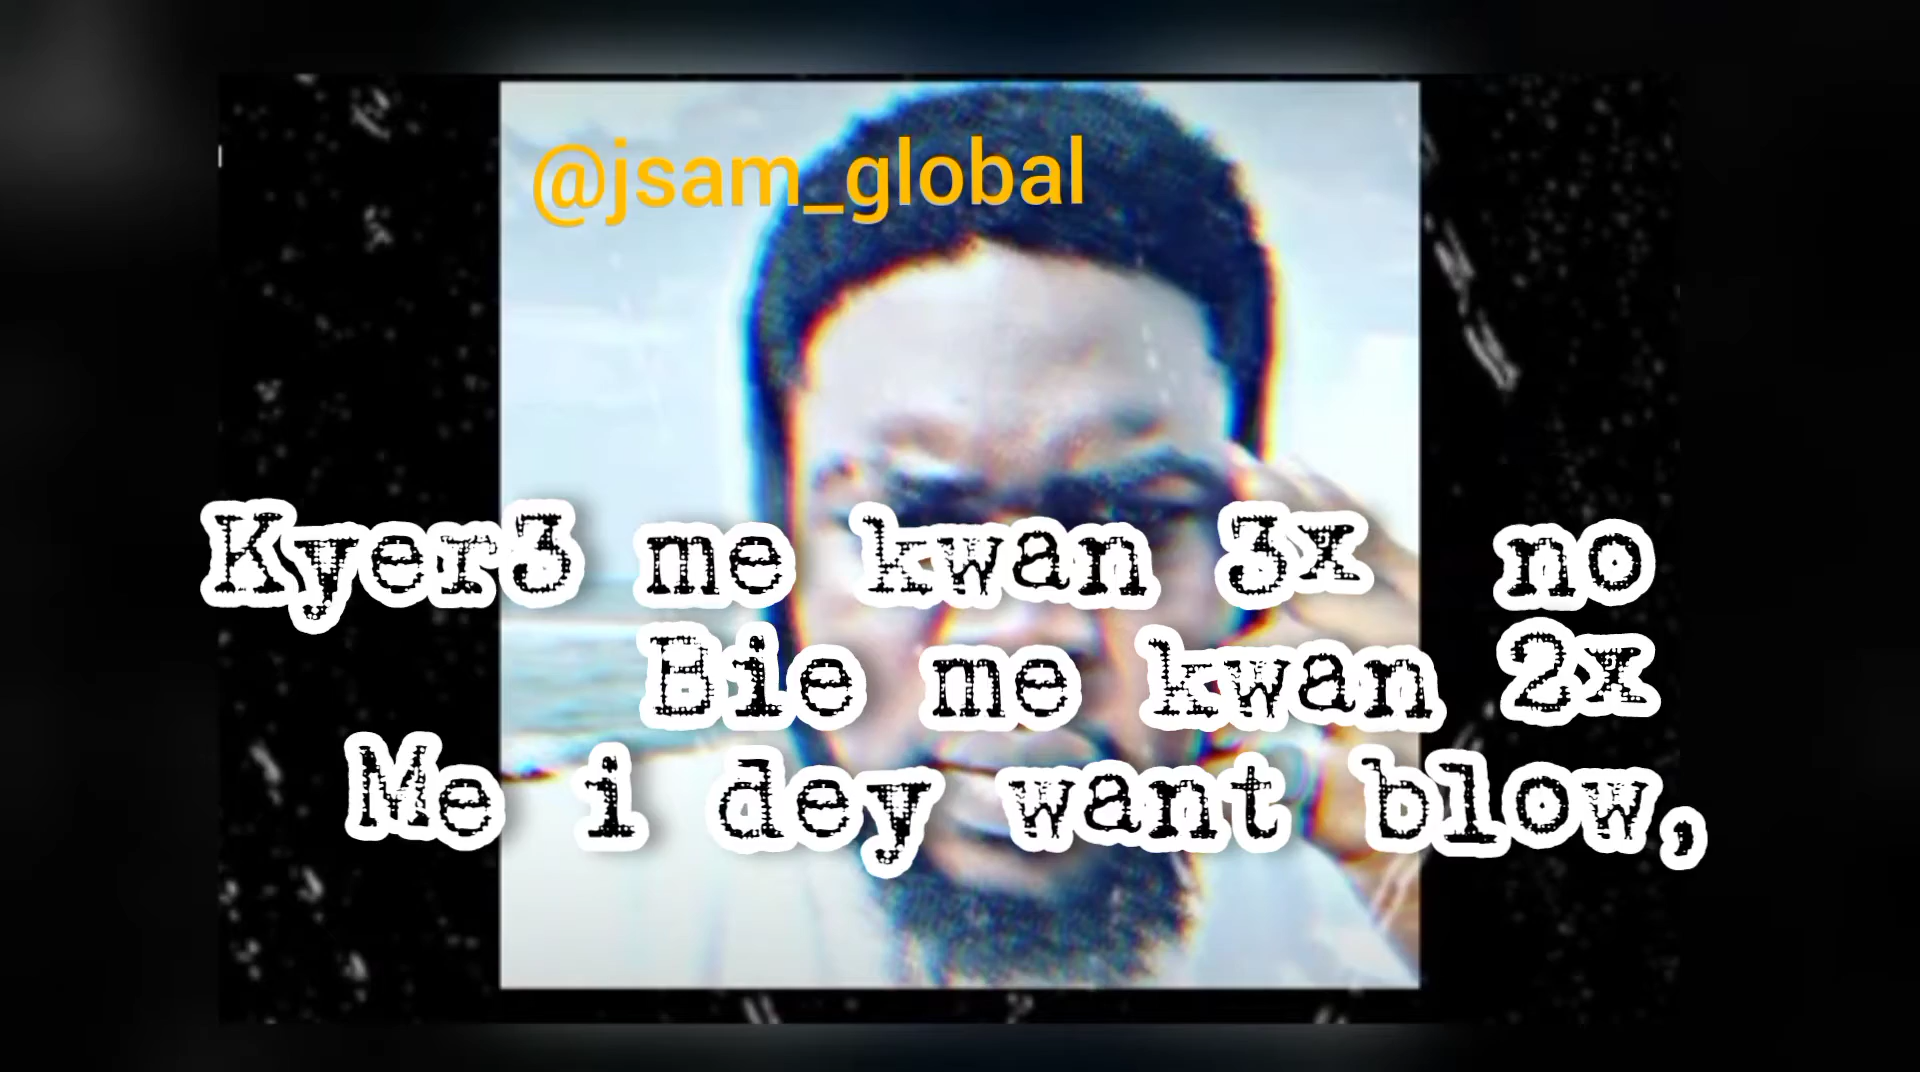 @jsam_global
Kyer3 me kwan 3x no
Bie me kwan 2x
Me i dey want blow,